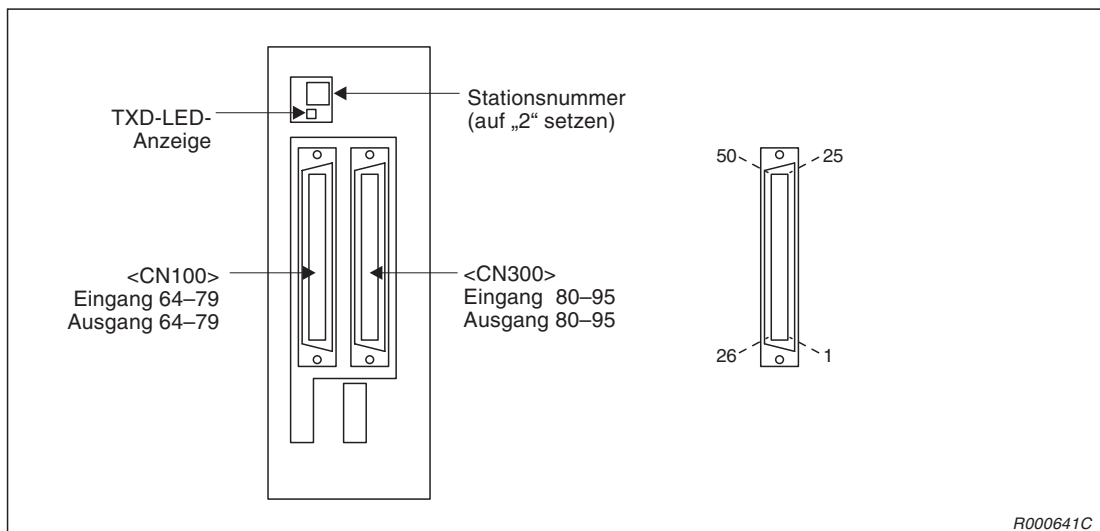 TXD-LED-
Anzeige
Stationsnummer
(auf „2“ setzen)
<CN100>
Eingang 64–79
Ausgang 64–79
<CN300>
Eingang 80–95
Ausgang 80–95
50
25
26
1
R000641C